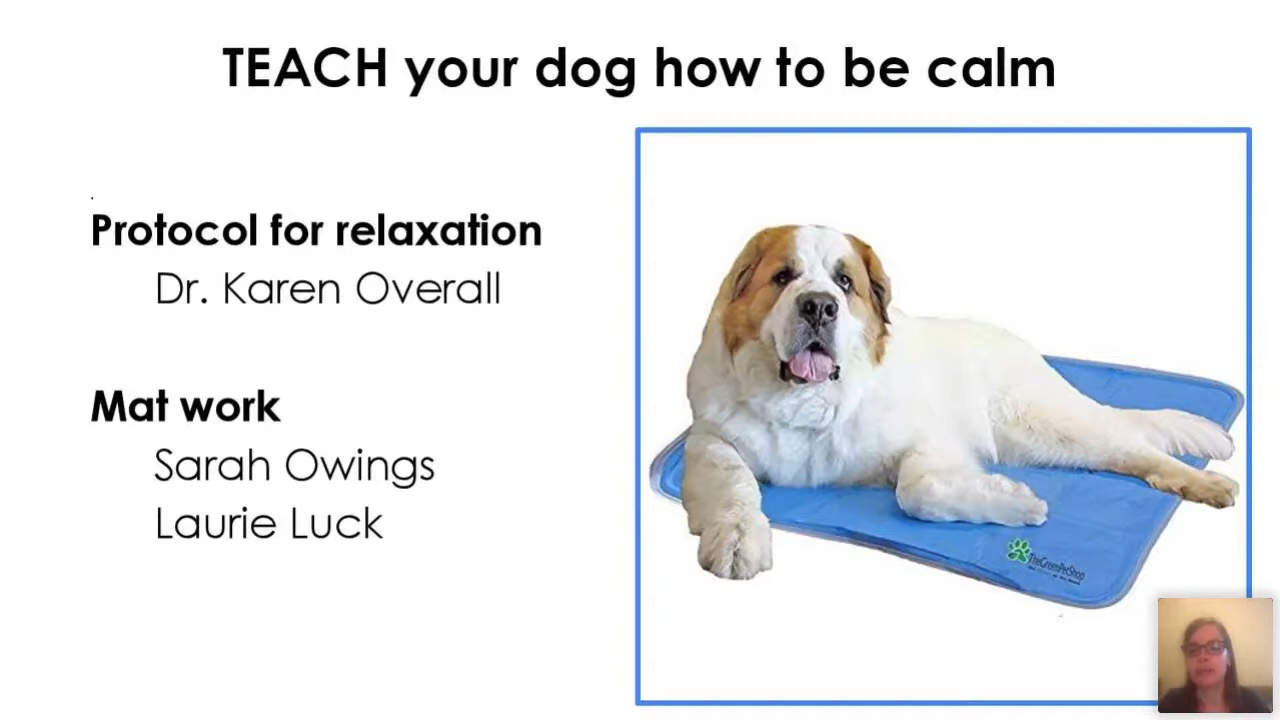 TEACH your dog how to be calm
Protocol for relaxation
Dr. Karen Overall
Mat work
Sarah Owings
Laurie Luck
TheGreenPetShop